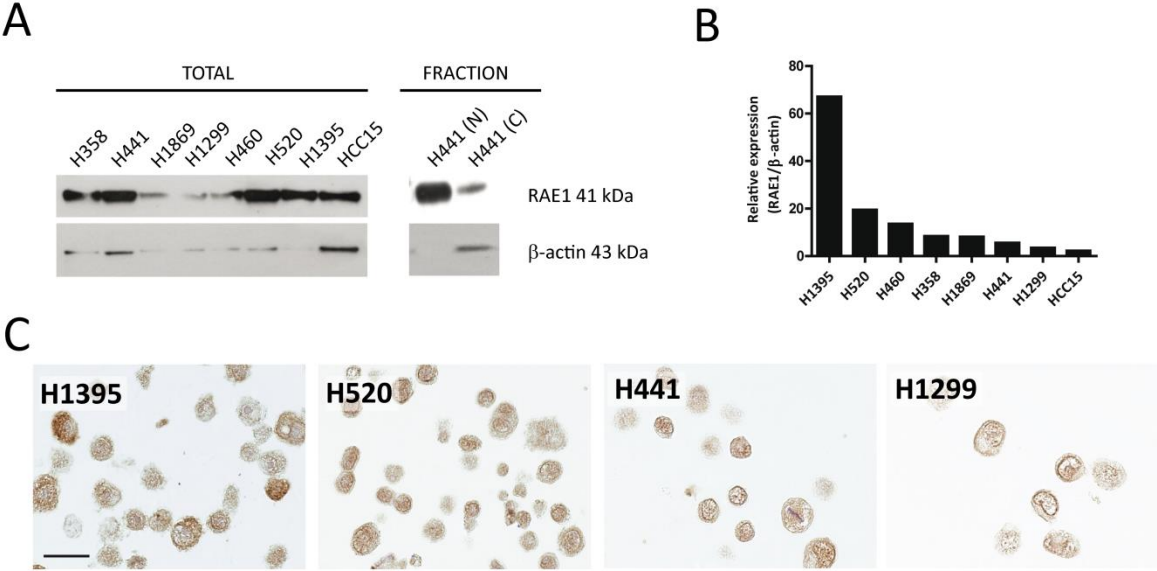 A
TOTAL
FRACTION
H358
H441
H1869
H1299
H460
H520
H1395
HCC15
H441 (N)
H441 (C)
RAE1 41 kDa
β-actin 43 kDa
B
Relative expression
(RAE1/β-actin)
80
60
40
20
0
H1395
H520
H460
H358
H1869
H441
H1299
HCC15
C
H1395
H520
H441
H1299